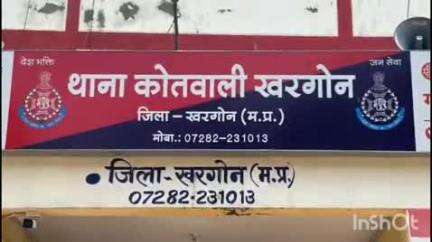 देश भक्ति
जन सेवा
थाना कोतवाली खरगोन
जिला - खरगोन (म.प्र.)
मोबा.: 07282-231013
• जिला-खरगोन (म.प्र.)
07282-231013
InShOt